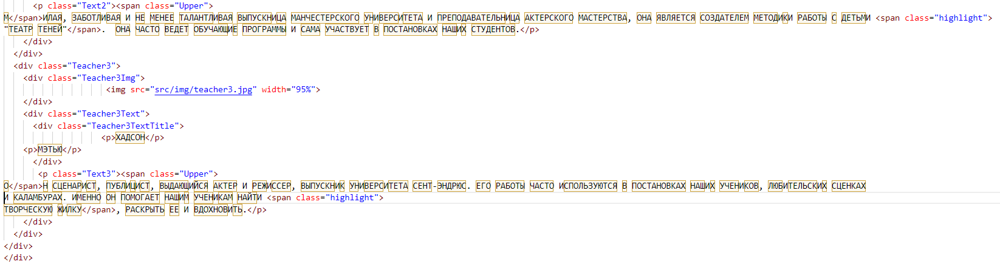 <p class="Text2"><span class="Upper">
М</span>ИЛАЯ, ЗАБОТЛИВАЯ И НЕ МЕНЕЕ ТАЛАНТЛИВАЯ ВЫПУСКНИЦА МАНЧЕСТЕРСКОГО УНИВЕРСИТЕТА И ПРЕПОДАВАТЕЛЬНИЦА АКТЕРСКОГО МАСТЕРСТВА, ОНА ЯВЛЯЕТСЯ СОЗДАТЕЛЕМ МЕТОДИКИ РАБОТЫ С ДЕТЬМИ <span class="highlight">
"ТЕАТР ТЕНЕЙ"</span>.  ОНА ЧАСТО ВЕДЕТ ОБУЧАЮЩИЕ ПРОГРАММЫ И САМА УЧАСТВУЕТ В ПОСТАНОВКАХ НАШИХ СТУДЕНТОВ.</p>
</div>
</div>
<div class="Teacher3">
<div class="Teacher3Img">
<img src="src/img/teacher3.jpg" width="95%">
</div>
<div class="Teacher3Text">
<div class="Teacher3TextTitle">
<p>ХАДСОН</p>
<p>МЭТЬЮ</p>
</div>
<p class="Text3"><span class="Upper">
О</span>Н СЦЕНАРИСТ, ПУБЛИЦИСТ, ВЫДАЮЩИЙСЯ АКТЕР И РЕЖИССЕР, ВЫПУСКНИК УНИВЕРСИТЕТА СЕНТ-ЭНДРЮС. ЕГО РАБОТЫ ЧАСТО ИСПОЛЬЗУЮТСЯ В ПОСТАНОВКАХ НАШИХ УЧЕНИКОВ, ЛЮБИТЕЛЬСКИХ СЦЕНКАХ
И КАЛАМБУРАХ. ИМЕННО ОН ПОМОГАЕТ НАШИМ УЧЕНИКАМ НАЙТИ <span class="highlight">
ТВОРЧЕСКУЮ ЖИЛКУ</span>, РАСКРЫТЬ ЕЕ И ВДОХНОВИТЬ.</p>
</div>
</div>
</div>
</div>